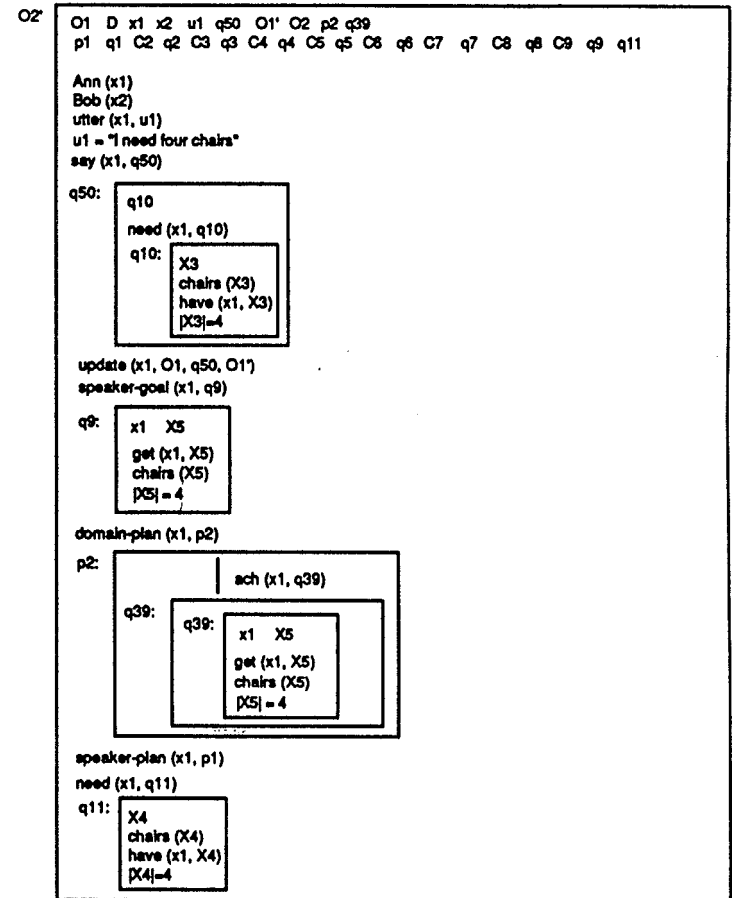 O2"
O1 D x1 x2 u1 q50 O1' O2 p2 q39
p1 q1 C2 q2 C3 q3 C4 q4 C5 q5 C6 q6 C7 q7 C8 q8 C9 q9 q11
Ann (x1)
Bob (x2)
utter (x1, u1)
u1 = "I need four chairs"
say (x1, q50)
q50:
q10
need (x1, q10)
q10:
X3
chairs (X3)
have (x1, X3)
|X3|=4
update (x1, O1, q50, O1')
speaker-goal (x1, q9)
q9:
x1 X5
get (x1, X5)
chairs (X5)
|X5| = 4
domain-plan (x1, p2)
p2:
ach (x1, q39)
q39:
q39:
x1 X5
get (x1, X5)
chairs (X5)
|X5| = 4
speaker-plan (x1, p1)
need (x1, q11)
q11:
X4
chairs (X4)
have (x1, X4)
|X4|=4